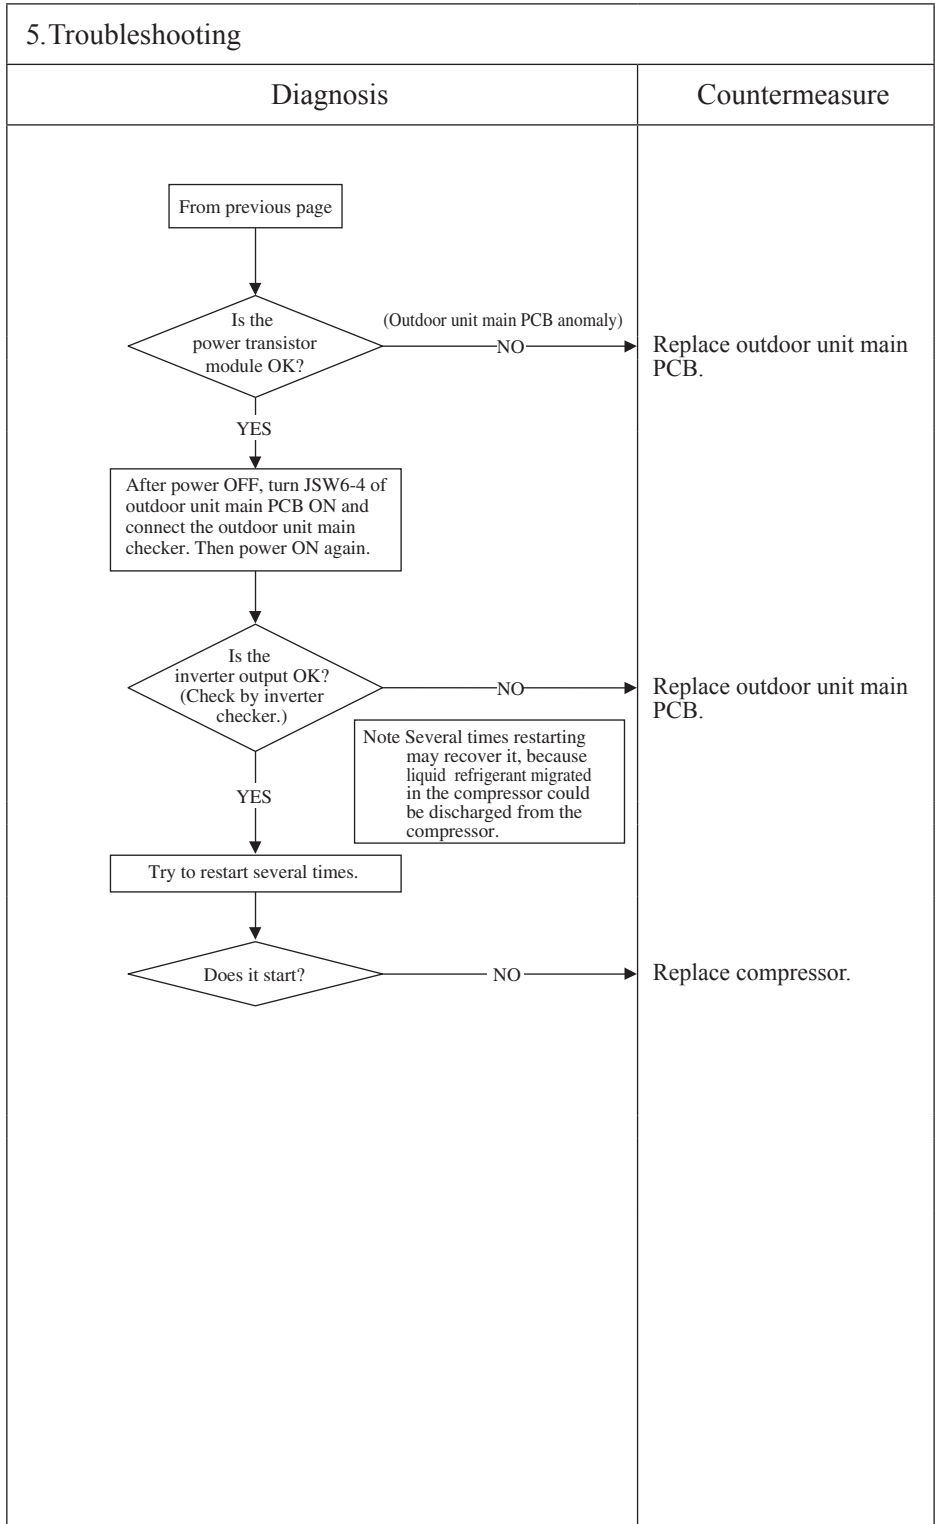 5.Troubleshooting
Diagnosis
Countermeasure
From previous page
Is the
power transistor
module OK?
(Outdoor unit main PCB anomaly)
NO
Replace outdoor unit main
PCB.
YES
After power OFF, turn JSW6-4 of
outdoor unit main PCB ON and
connect the outdoor unit main
checker. Then power ON again.
Is the
inverter output OK?
(Check by inverter
checker.)
NO
Replace outdoor unit main
PCB.
Note Several times restarting
may recover it, because
liquid refrigerant migrated
in the compressor could
be discharged from the
compressor.
YES
Try to restart several times.
Does it start?
NO
Replace compressor.